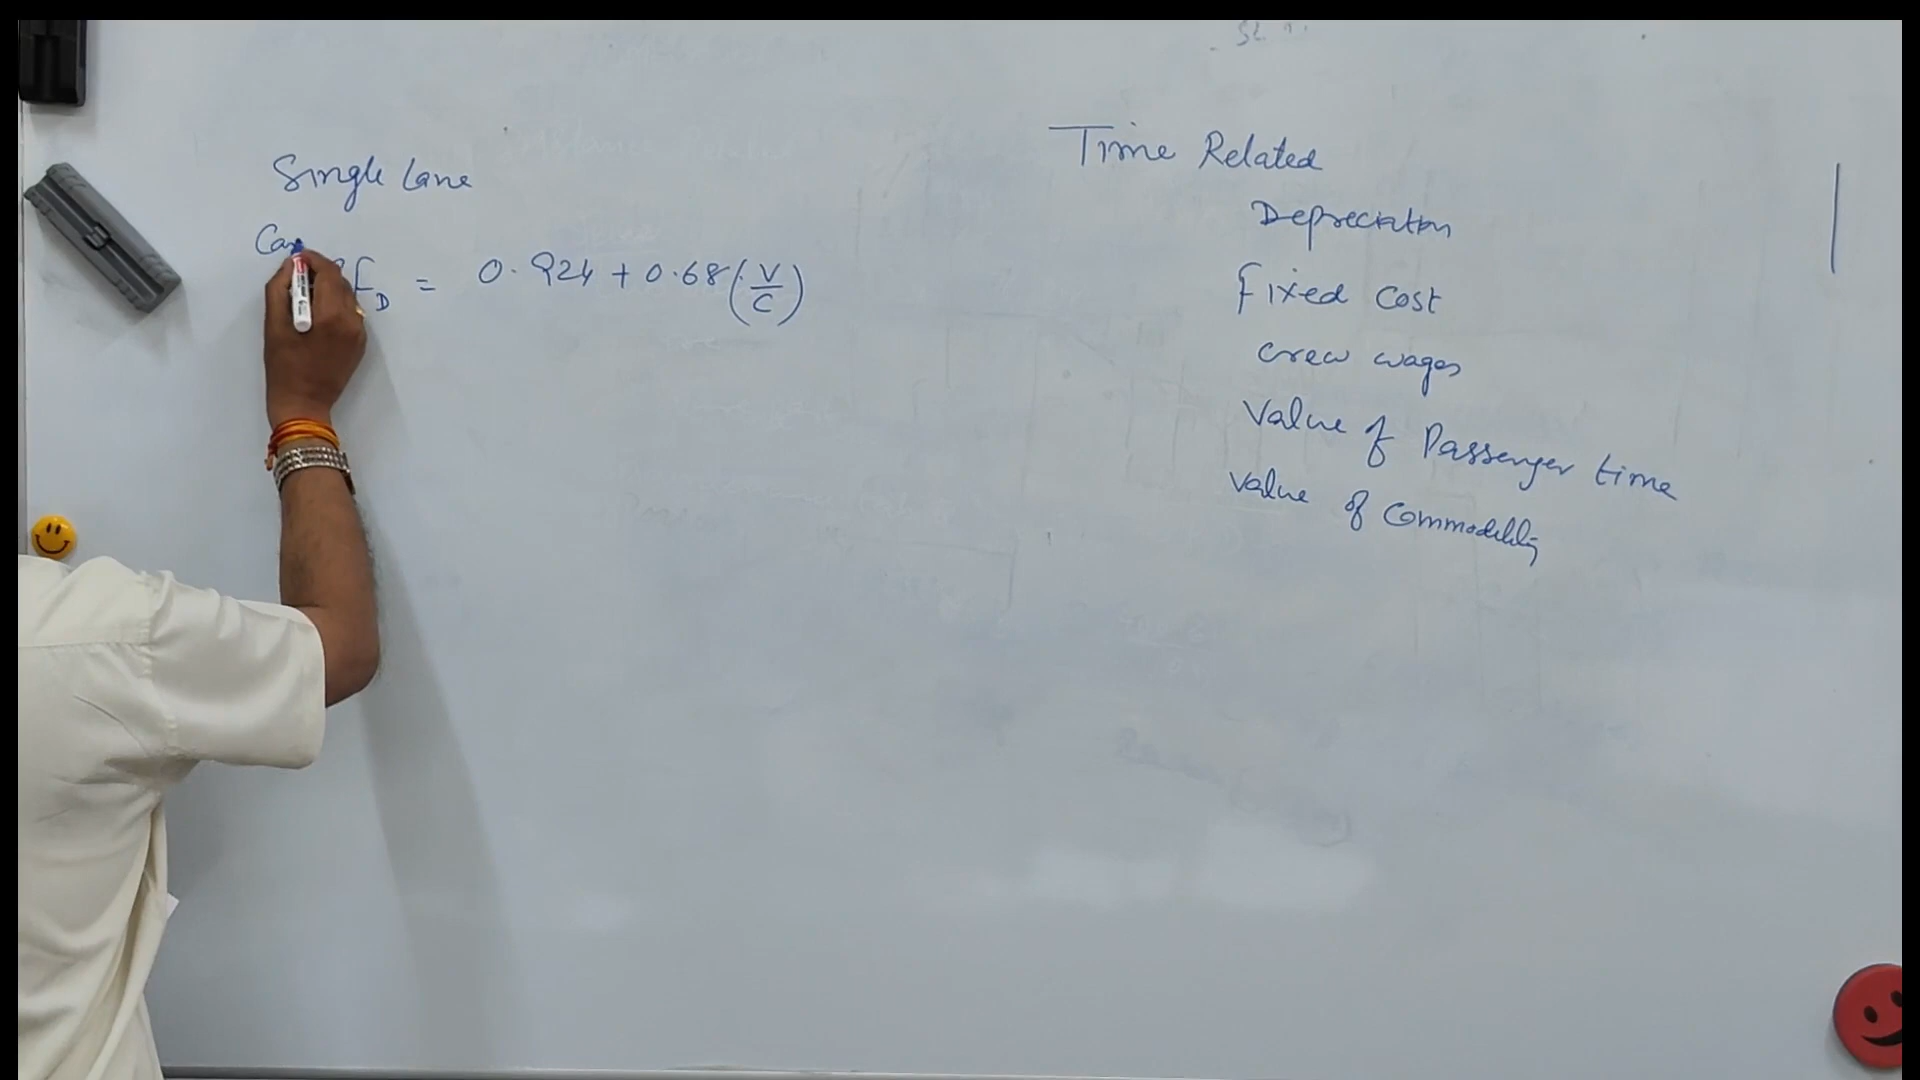 Single Lane
Car
F_D = 0.924 + 0.68 (V/C)
Time Related
Depreciation
Fixed Cost
crew wages
Value of Passenger time
Value of Commodity